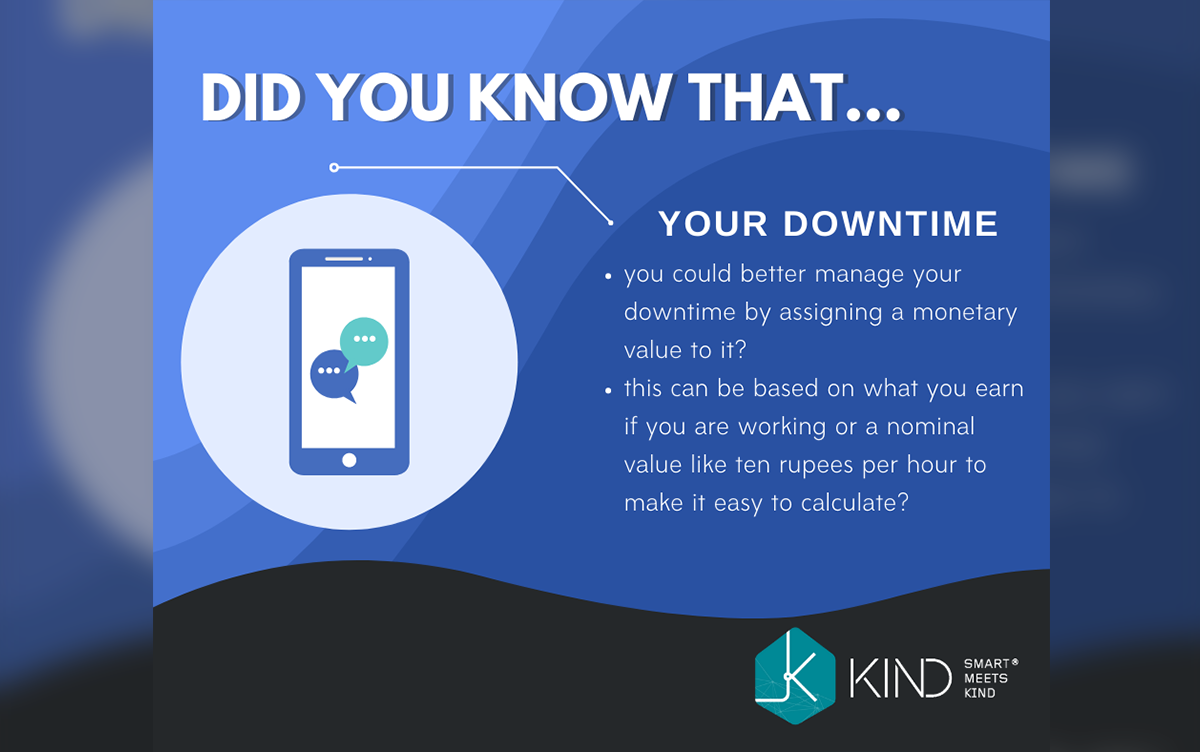 DID YOU KNOW THAT...
YOUR DOWNTIME
• you could better manage your
downtime by assigning a monetary
value to it?
• this can be based on what you earn
if you are working or a nominal
value like ten rupees per hour to
make it easy to calculate?
KIND
SMART®
MEETS
KIND